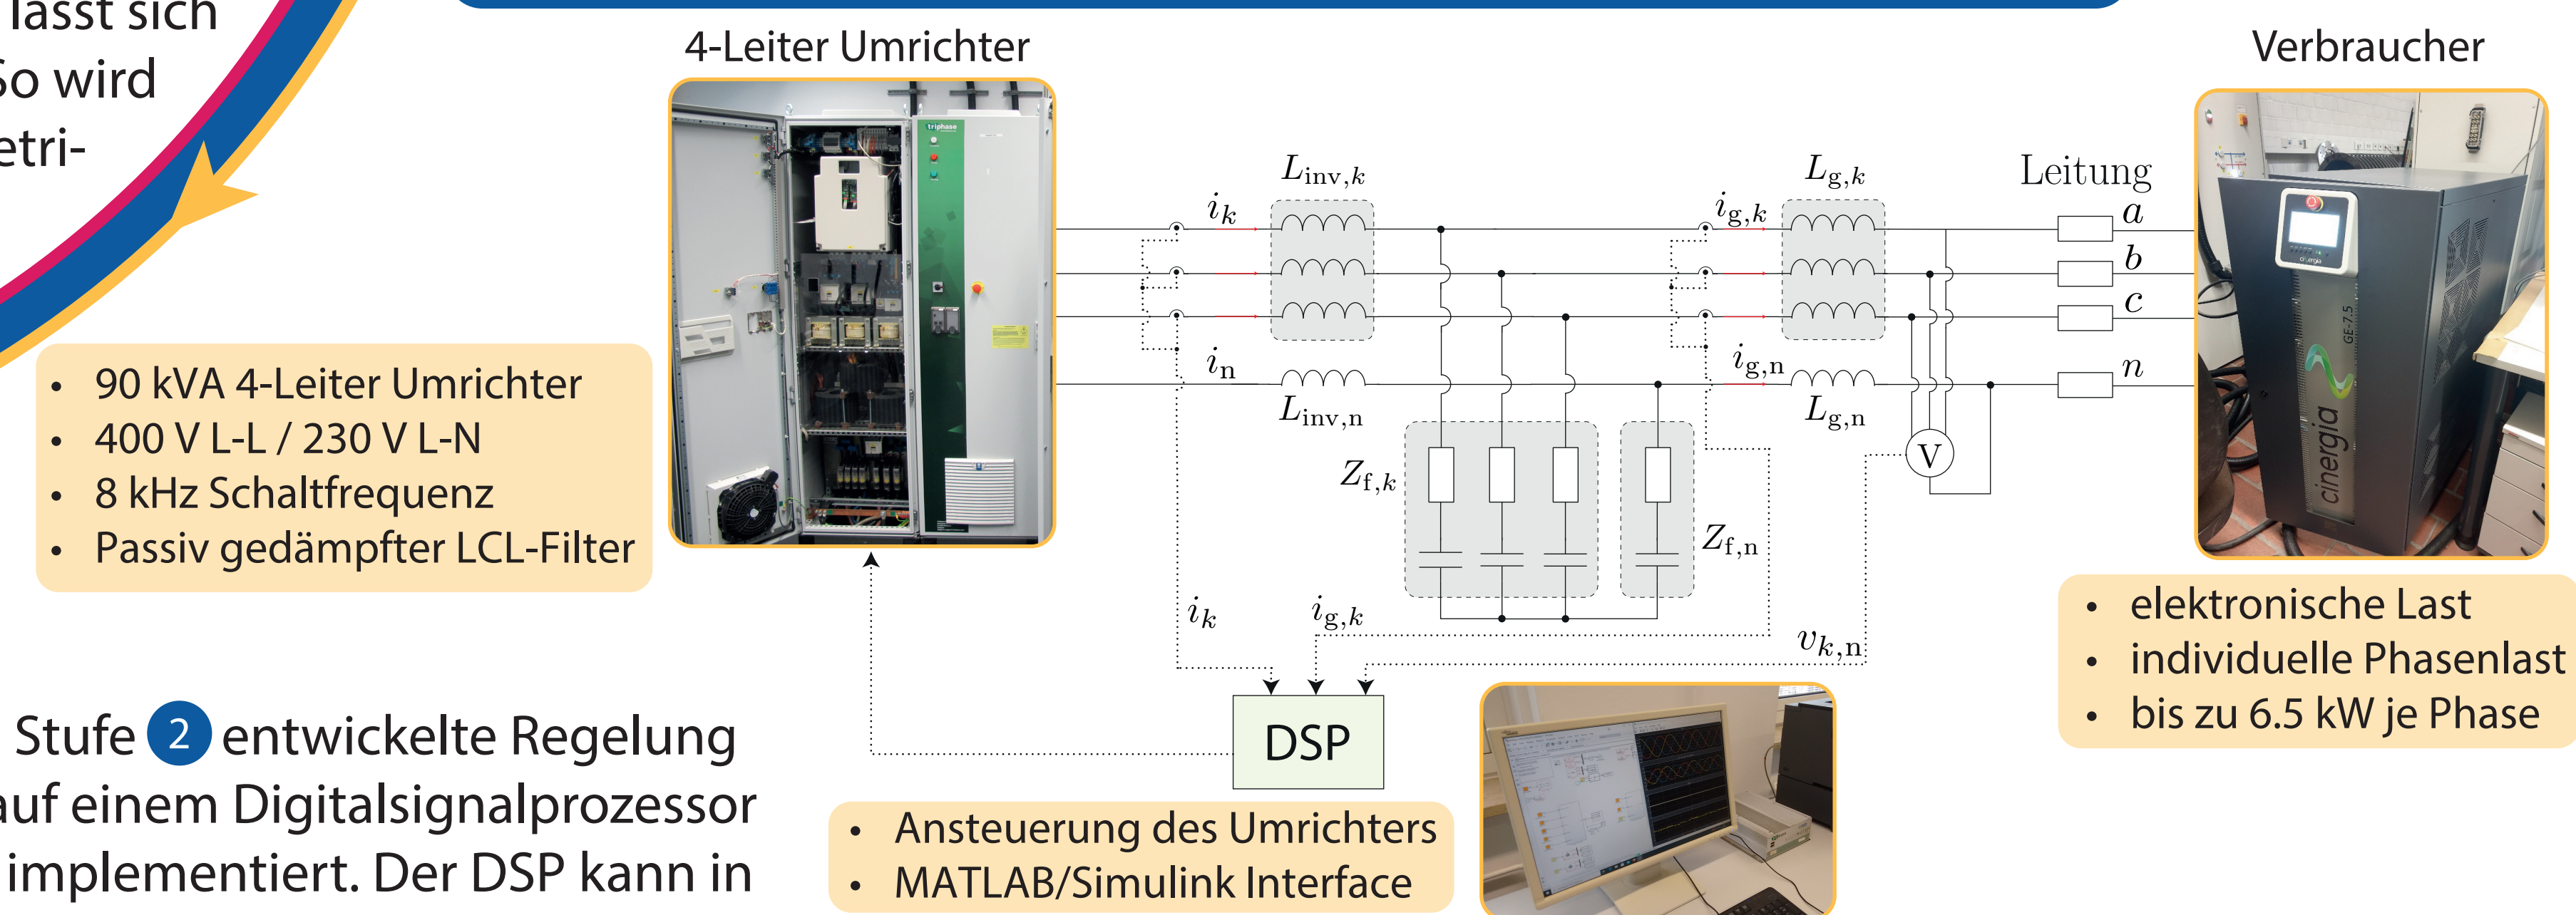 lässt sich
So wird
etri-
4-Leiter Umrichter
Verbraucher
triphase
L_inv,k
L_g,k
Leitung
i_k
i_g,k
a
b
c
i_n
i_g,n
n
L_inv,n
L_g,n
V
Z_f,k
Z_f,n
cinergia
GE-7.5
cinergia
• 90 kVA 4-Leiter Umrichter
• 400 V L-L / 230 V L-N
• 8 kHz Schaltfrequenz
• Passiv gedämpfter LCL-Filter
i_k
i_g,k
v_k,n
• elektronische Last
• individuelle Phasenlast
• bis zu 6.5 kW je Phase
DSP
Stufe 2 entwickelte Regelung
auf einem Digitalsignalprozessor
implementiert. Der DSP kann in
• Ansteuerung des Umrichters
• MATLAB/Simulink Interface